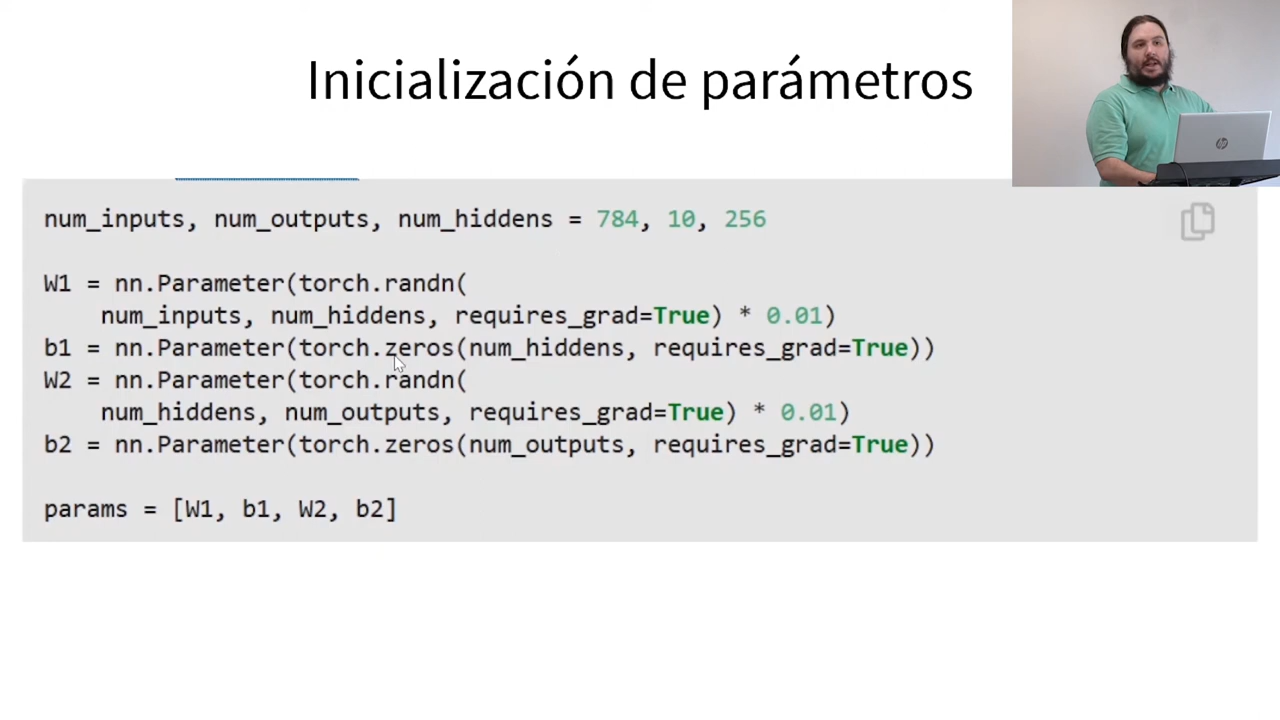 Inicialización de parámetros
num_inputs, num_outputs, num_hiddens = 784, 10, 256
W1 = nn.Parameter(torch.randn(
    num_inputs, num_hiddens, requires_grad=True) * 0.01)
b1 = nn.Parameter(torch.zeros(num_hiddens, requires_grad=True))
W2 = nn.Parameter(torch.randn(
    num_hiddens, num_outputs, requires_grad=True) * 0.01)
b2 = nn.Parameter(torch.zeros(num_outputs, requires_grad=True))
params = [W1, b1, W2, b2]
hp